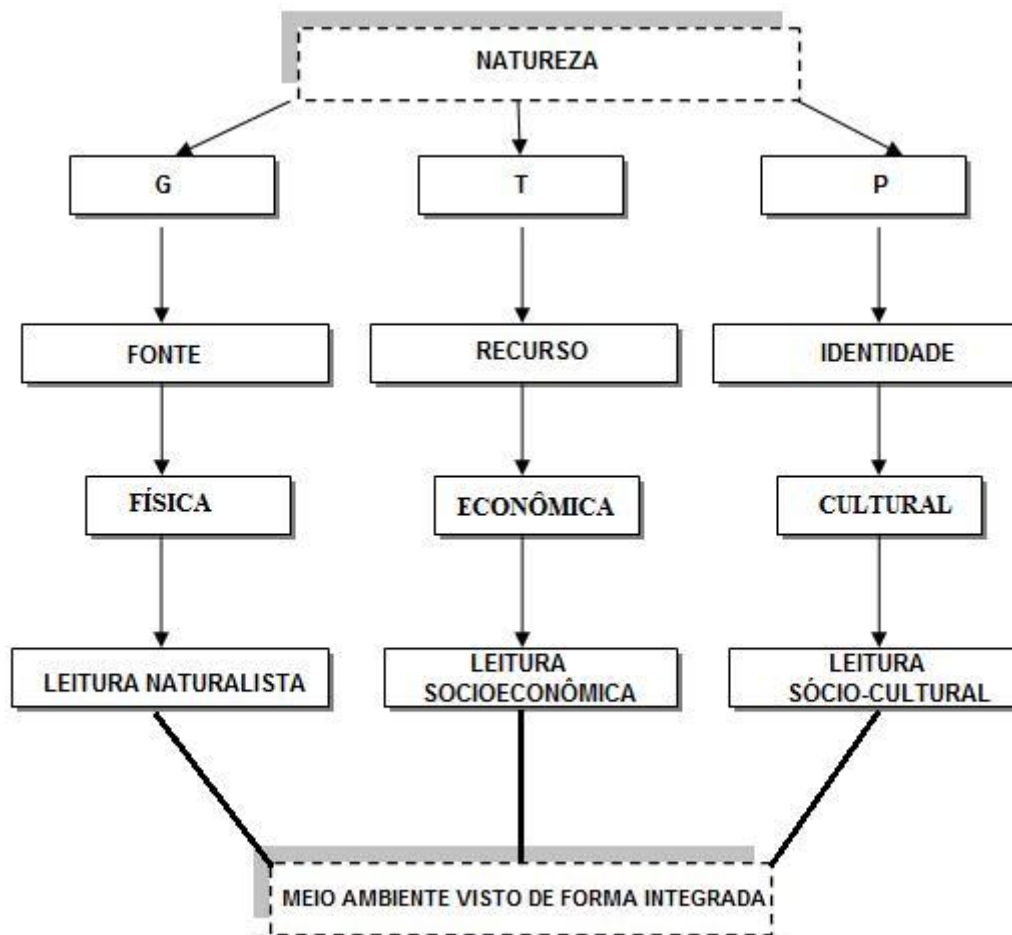 NATUREZA
G
T
P
FONTE
RECURSO
IDENTIDADE
FÍSICA
ECONÔMICA
CULTURAL
LEITURA NATURALISTA
LEITURA
SOCIOECONÔMICA
LEITURA
SÓCIO-CULTURAL
MEIO AMBIENTE VISTO DE FORMA INTEGRADA